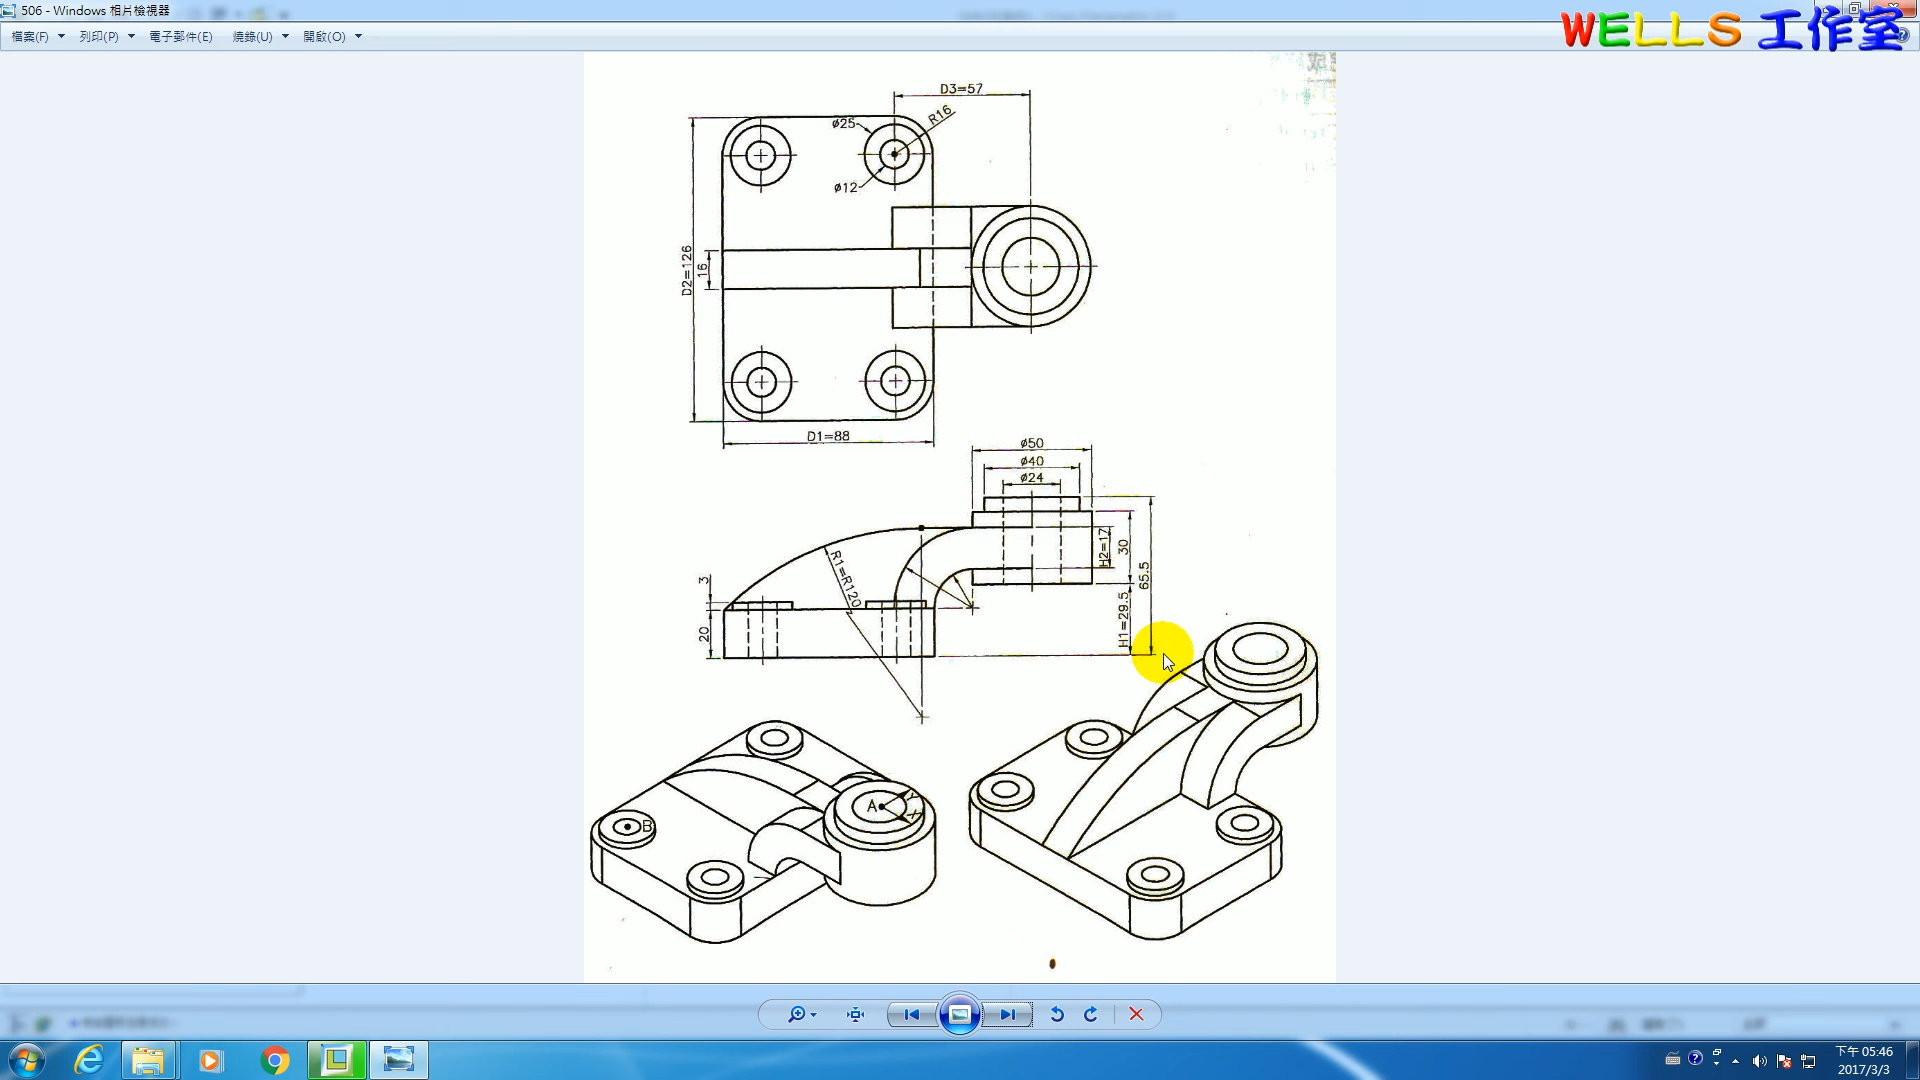 506 - Windows 相片檢視器
WELLS 工作室
檔案(F) 列印(P) 電子郵件(E) 燒錄(U) 開啟(O)
D3=57
R16
ø25
ø12
D2=126
16
D1=88
ø50
ø40
ø24
R1=R120
3
20
H2=17
30
65.5
H1=29.5
A
Y
X
B
下午 05:46
2017/3/3